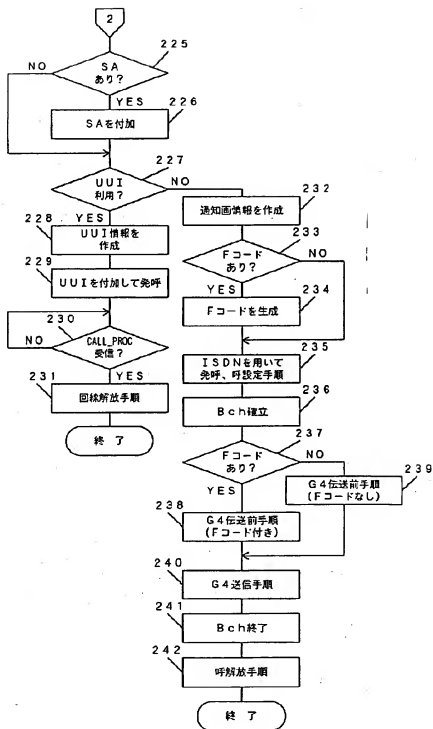 2
225
SA
あり?
NO
YES
226
SAを付加
227
UUI
利用?
NO
YES
228
UUI情報を
作成
229
UUIを付加して発呼
230
CALL_PROC
受信?
NO
YES
231
回線解放手順
終了
232
通知画情報を作成
233
Fコード
あり?
NO
YES
234
Fコードを生成
235
ISDNを用いて
発呼、呼設定手順
236
Bch確立
237
Fコード
あり?
NO
YES
239
G4伝送前手順
(Fコードなし)
238
G4伝送前手順
(Fコード付き)
240
G4送信手順
241
Bch終了
242
呼解放手順
終了